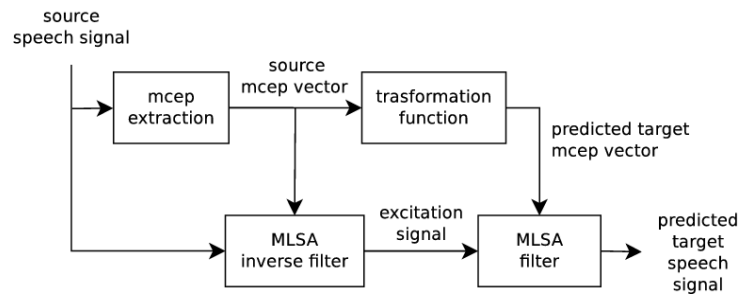 source
speech signal
mcep
extraction
source
mcep vector
trasformation
function
predicted target
mcep vector
MLSA
inverse filter
excitation
signal
MLSA
filter
predicted
target
speech
signal